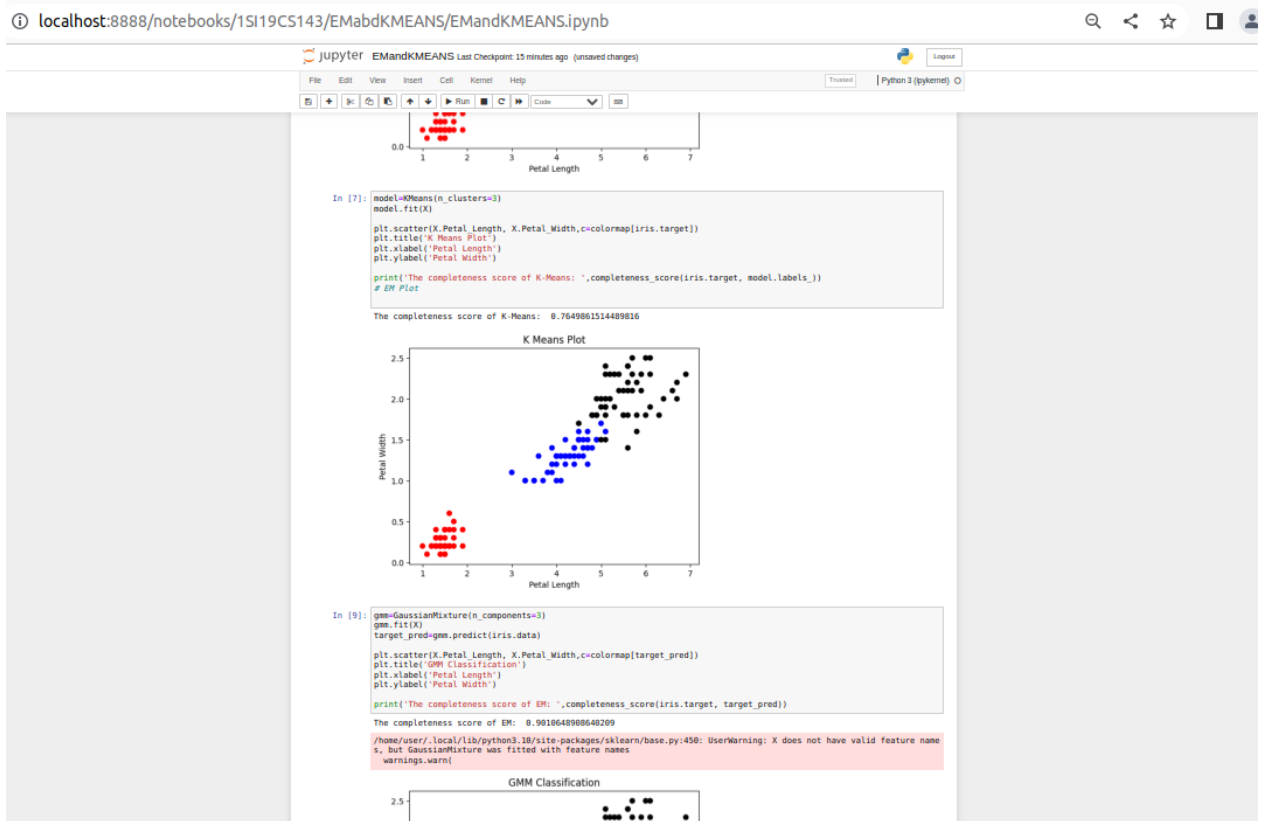 localhost:8888/notebooks/1SI19CS143/EMabdKMEANS/EMandKMEANS.ipynb
jupyter EMandKMEANS Last Checkpoint: 15 minutes ago (unsaved changes)
Logout
File Edit View Insert Cell Kernel Help
Trusted
Python 3 (ipykernel)
Run
Code
0.0
1 2 3 4 5 6 7
Petal Length
In [7]:
model=KMeans(n_clusters=3)
model.fit(X)
plt.scatter(X.Petal_Length, X.Petal_Width,c=colormap[iris.target])
plt.title('K Means Plot')
plt.xlabel('Petal Length')
plt.ylabel('Petal Width')
print('The completeness score of K-Means: ',completeness_score(iris.target, model.labels_))
# EM Plot
The completeness score of K-Means:  0.7649861514489816
K Means Plot
2.5
2.0
1.5
1.0
0.5
0.0
Petal Width
1 2 3 4 5 6 7
Petal Length
In [9]:
gmm=GaussianMixture(n_components=3)
gmm.fit(X)
target_pred=gmm.predict(iris.data)
plt.scatter(X.Petal_Length, X.Petal_Width,c=colormap[target_pred])
plt.title('GMM Classification')
plt.xlabel('Petal Length')
plt.ylabel('Petal Width')
print('The completeness score of EM: ',completeness_score(iris.target, target_pred))
The completeness score of EM:  0.9010648908640209
/home/user/.local/lib/python3.10/site-packages/sklearn/base.py:450: UserWarning: X does not have valid feature name
s, but GaussianMixture was fitted with feature names
warnings.warn(
GMM Classification
2.5